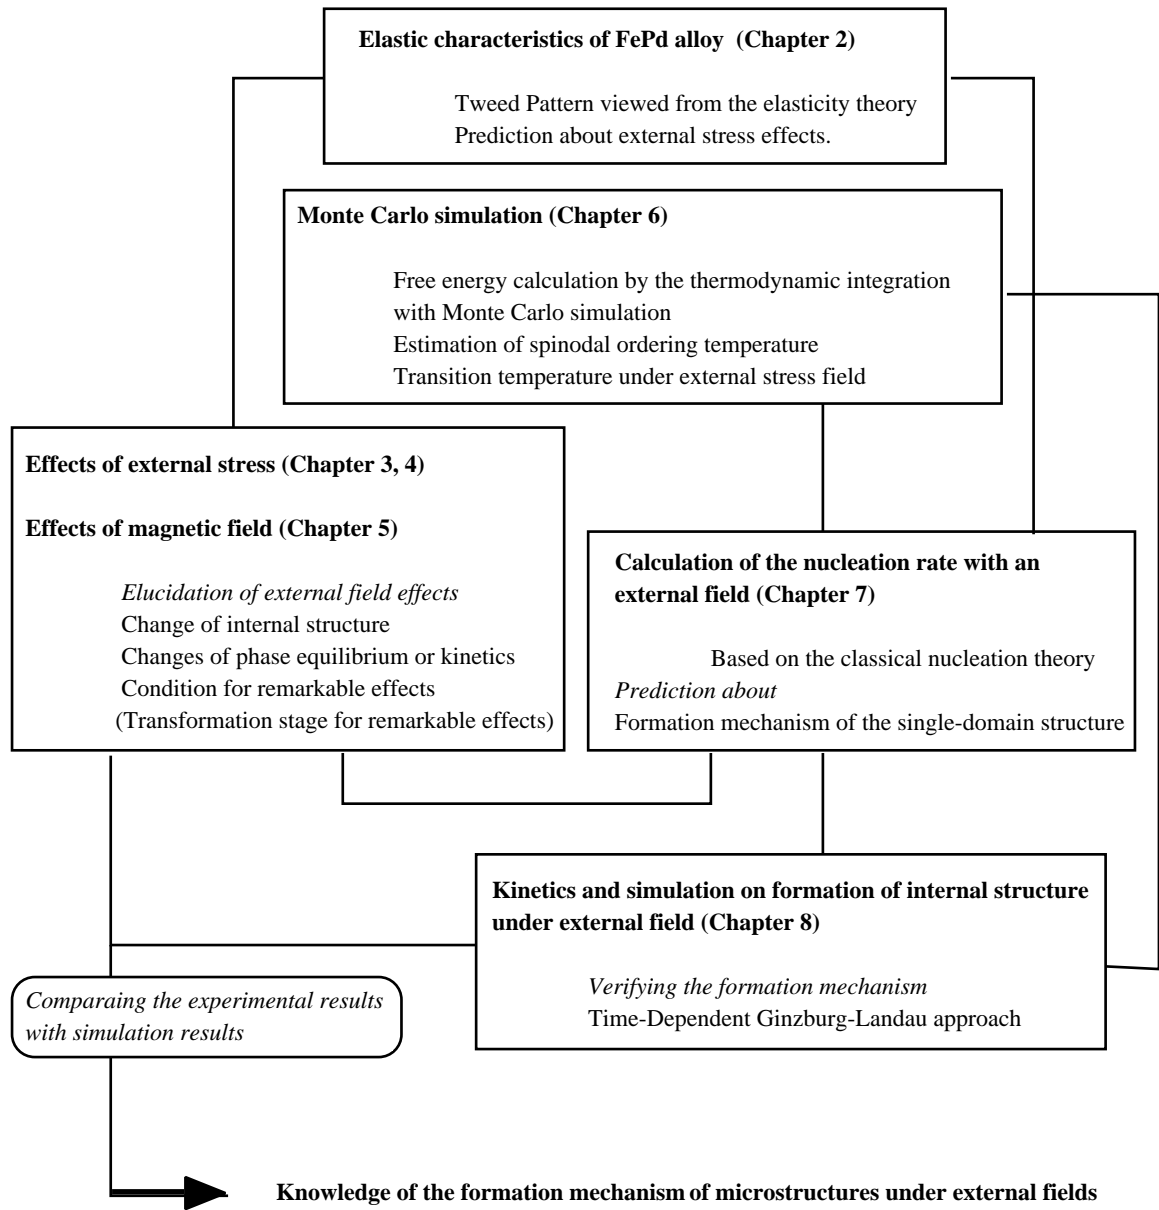 Elastic characteristics of FePd alloy (Chapter 2)
Tweed Pattern viewed from the elasticity theory
Prediction about external stress effects.
Monte Carlo simulation (Chapter 6)
Free energy calculation by the thermodynamic integration
with Monte Carlo simulation
Estimation of spinodal ordering temperature
Transition temperature under external stress field
Effects of external stress (Chapter 3, 4)
Effects of magnetic field (Chapter 5)
Elucidation of external field effects
Change of internal structure
Changes of phase equilibrium or kinetics
Condition for remarkable effects
(Transformation stage for remarkable effects)
Calculation of the nucleation rate with an
external field (Chapter 7)
Based on the classical nucleation theory
Prediction about
Formation mechanism of the single-domain structure
Kinetics and simulation on formation of internal structure
under external field (Chapter 8)
Verifying the formation mechanism
Time-Dependent Ginzburg-Landau approach
Comparaing the experimental results
with simulation results
Knowledge of the formation mechanism of microstructures under external fields